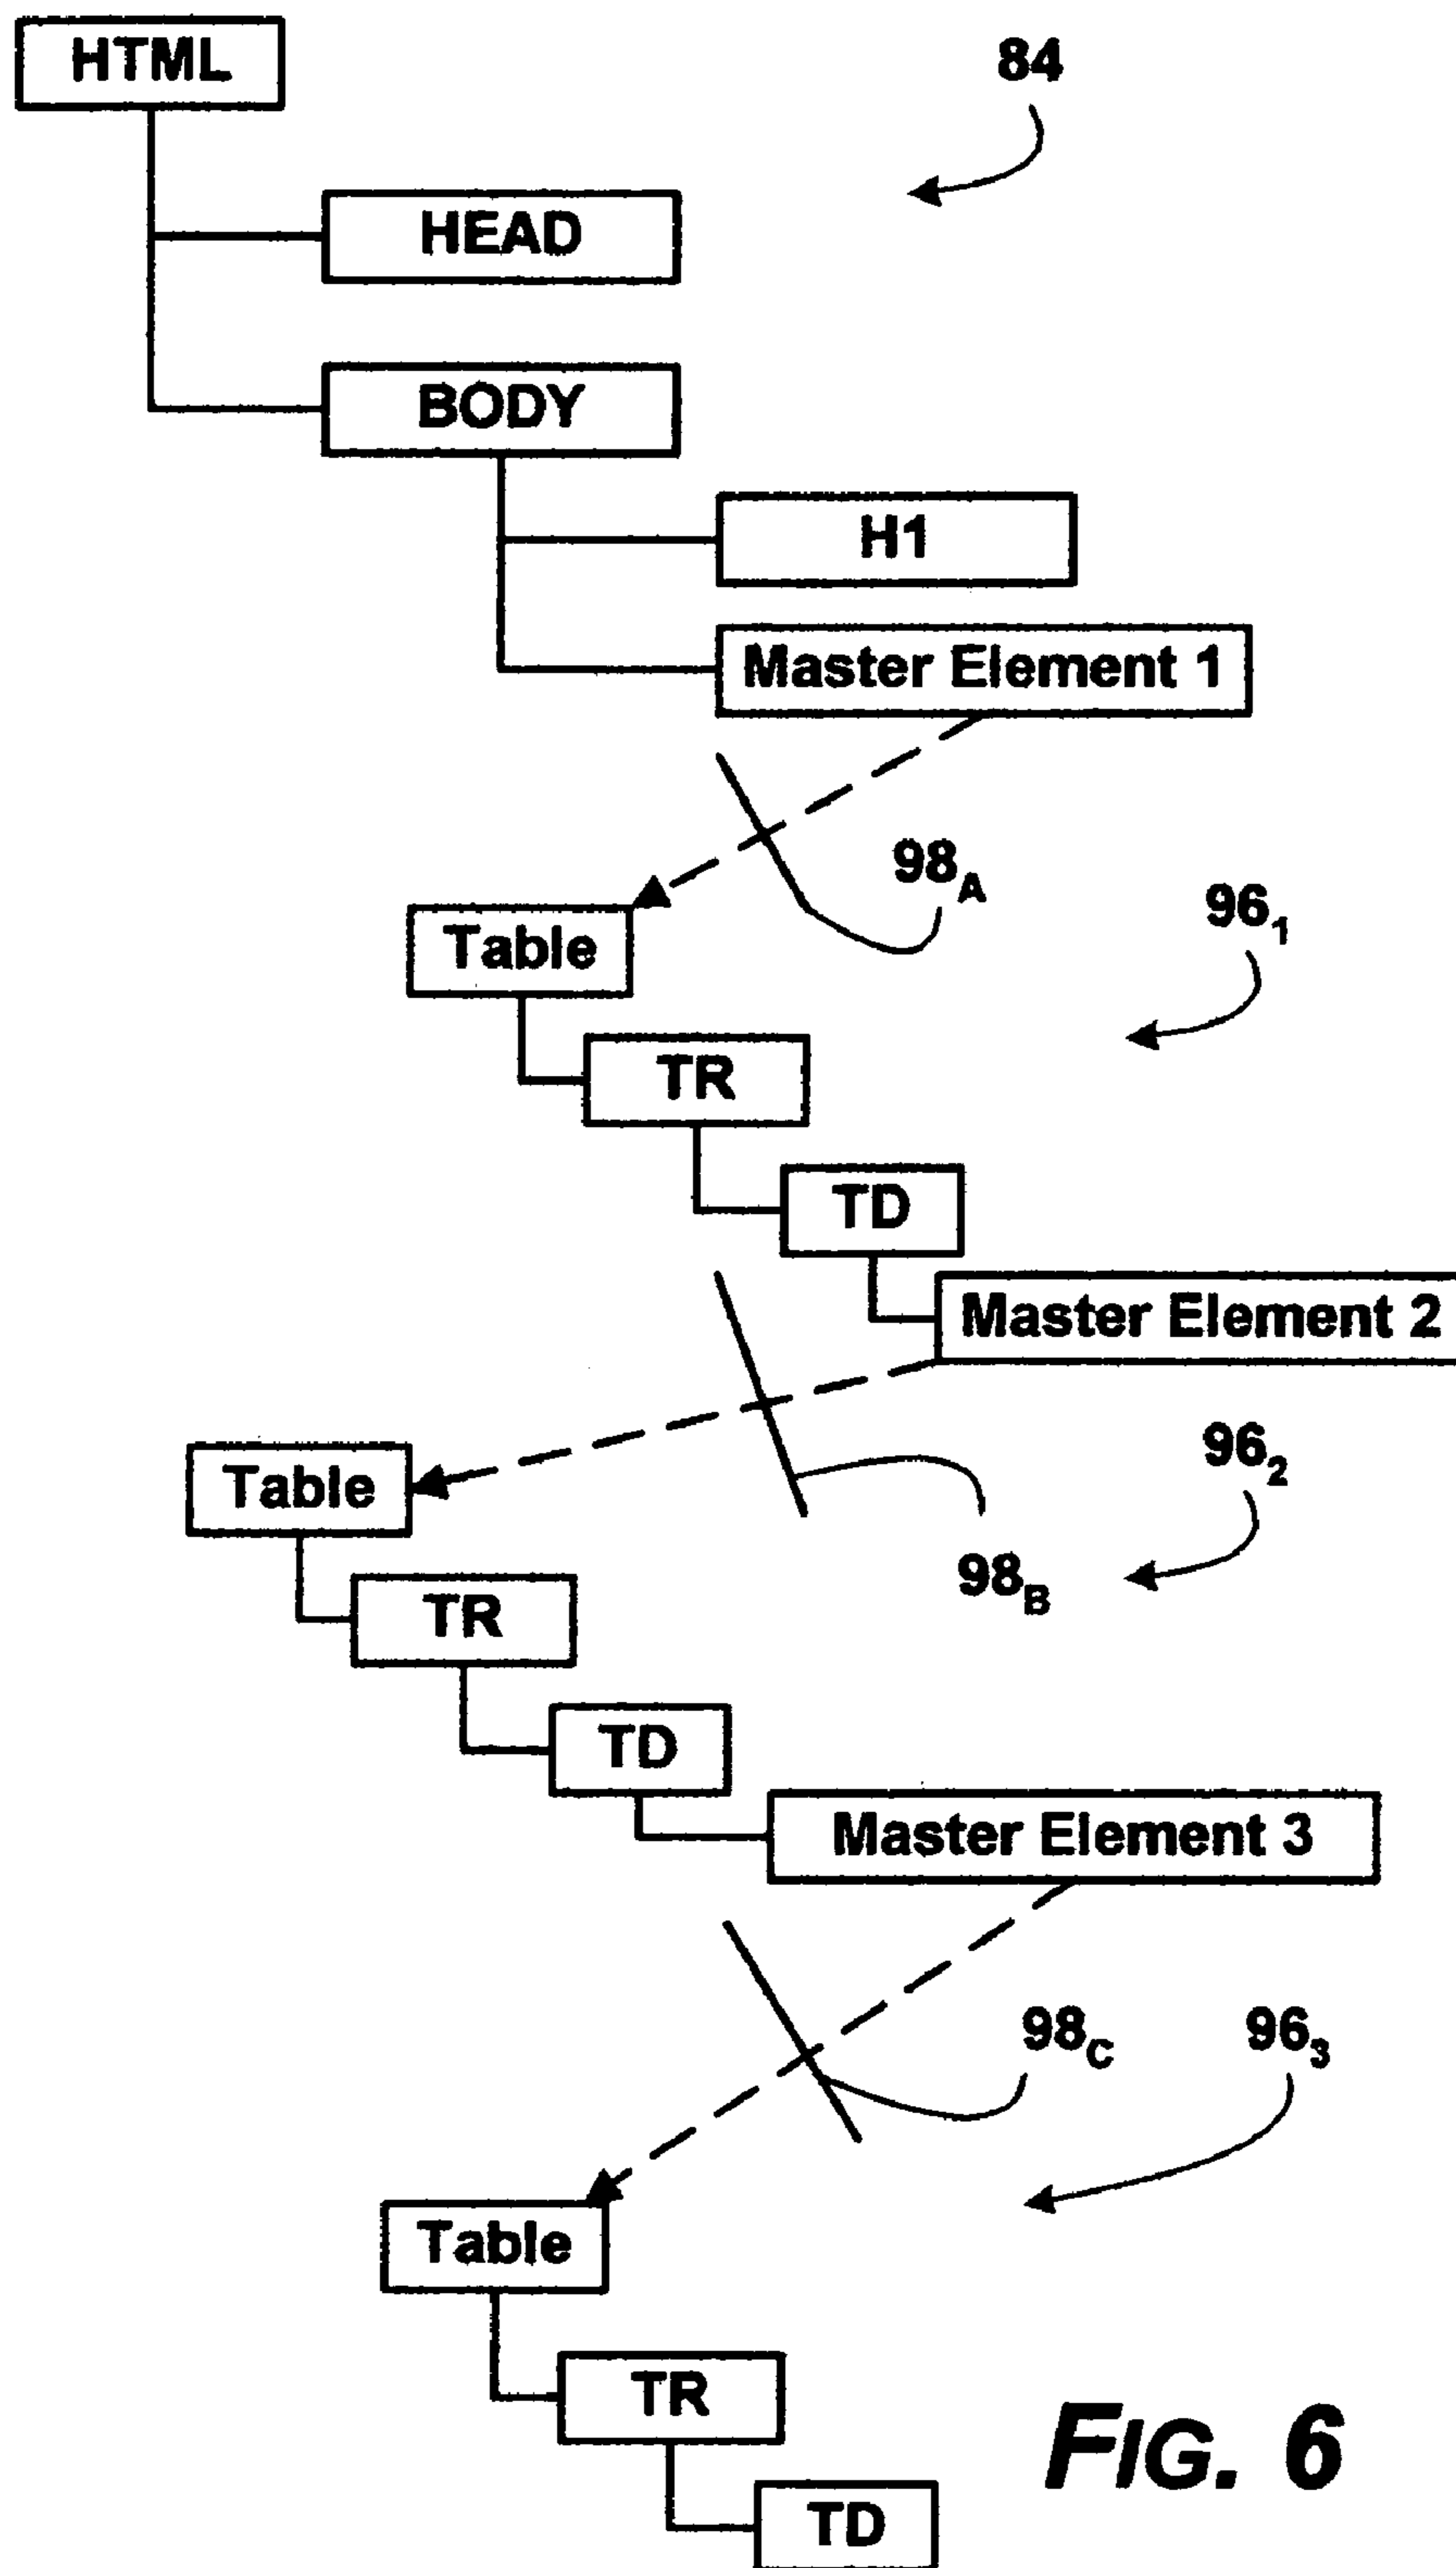 HTML
84
HEAD
BODY
H1
Master Element 1
98A
961
Table
TR
TD
Master Element 2
962
Table
98B
TR
TD
Master Element 3
98C 963
Table
TR
FIG. 6
TD